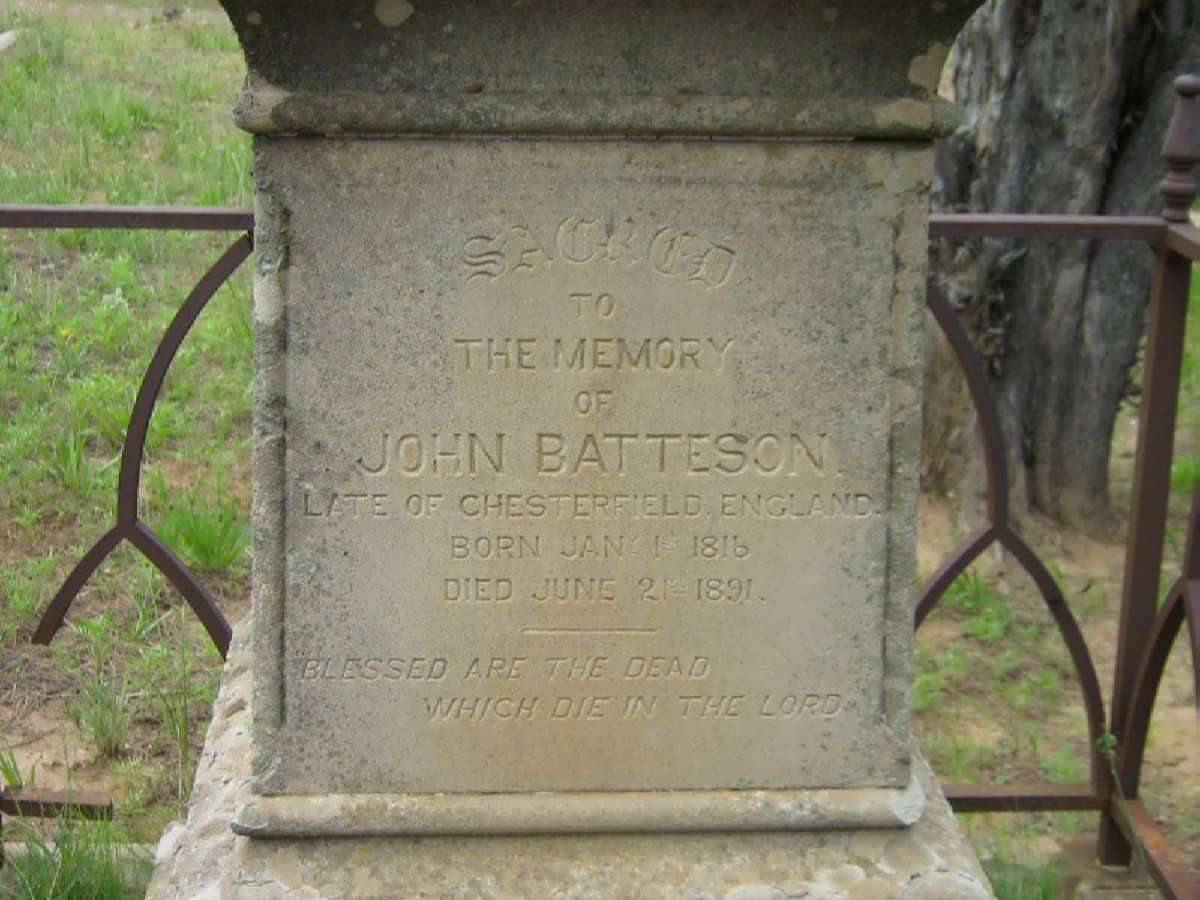 SACRED
TO
THE MEMORY
OF
JOHN BATTESON.
LATE OF CHESTERFIELD, ENGLAND.
BORN JANY 1st 1816
DIED JUNE 21st 1891.
BLESSED ARE THE DEAD
WHICH DIE IN THE LORD.